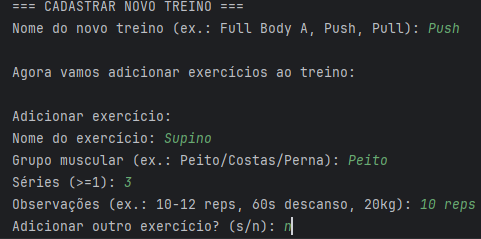 === CADASTRAR NOVO TREINO ===
Nome do novo treino (ex.: Full Body A, Push, Pull): Push
Agora vamos adicionar exercícios ao treino:
Adicionar exercício:
Nome do exercício: Supino
Grupo muscular (ex.: Peito/Costas/Perna): Peito
Séries (>=1): 3
Observações (ex.: 10-12 reps, 60s descanso, 20kg): 10 reps
Adicionar outro exercício? (s/n): n